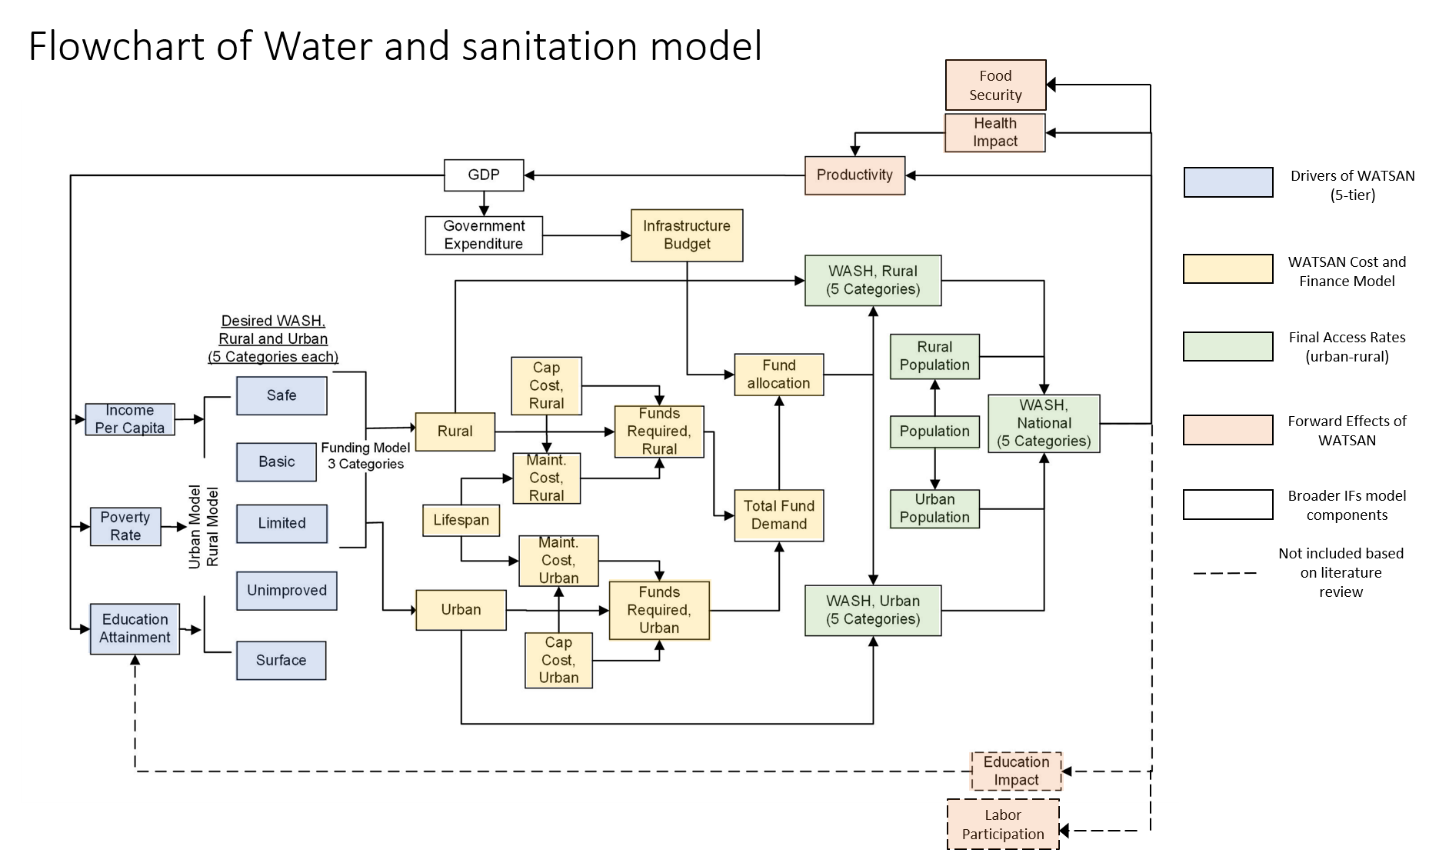 Flowchart of Water and sanitation model
Food
Security
Health
Impact
Productivity
GDP
Government
Expenditure
Infrastructure
Budget
Drivers of WATSAN
(5-tier)
WATSAN Cost and
Finance Model
Final Access Rates
(urban-rural)
Forward Effects of
WATSAN
Broader IFs model
components
Not included based
on literature
review
Desired WASH,
Rural and Urban
(5 Categories each)
Income
Per Capita
Poverty
Rate
Education
Attainment
Urban Model
Rural Model
Safe
Basic
Limited
Unimproved
Surface
Funding Model
3 Categories
Rural
Urban
Cap
Cost,
Rural
Maint.
Cost,
Rural
Lifespan
Maint.
Cost,
Urban
Cap
Cost,
Urban
Funds
Required,
Rural
Funds
Required,
Urban
Fund
allocation
Total Fund
Demand
WASH, Rural
(5 Categories)
Rural
Population
Population
Urban
Population
WASH,
National
(5 Categories)
WASH, Urban
(5 Categories)
Education
Impact
Labor
Participation